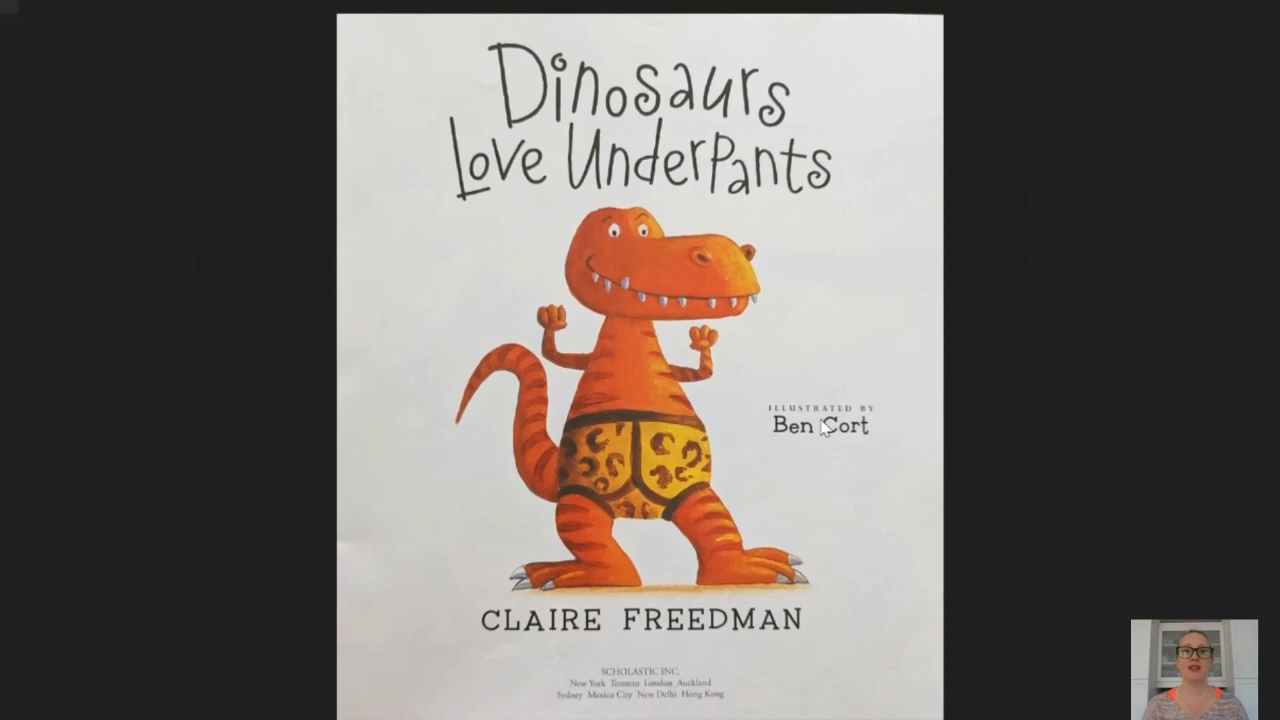 Dinosaurs
Love Underpants
ILLUSTRATED BY
Ben Cort
CLAIRE FREEDMAN
SCHOLASTIC INC.
New York Toronto London Auckland
Sydney Mexico City New Delhi Hong Kong